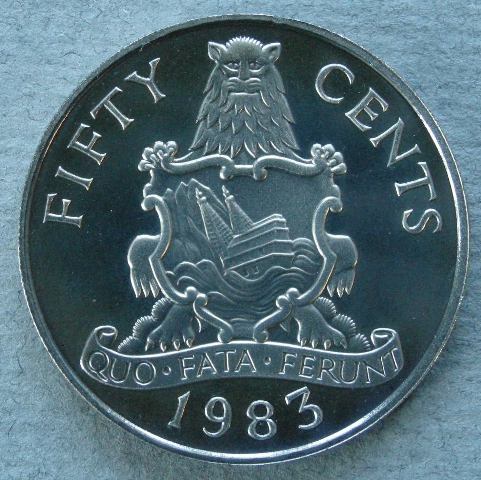 FIFTY CENTS
QUO · FATA · FERUNT
1983